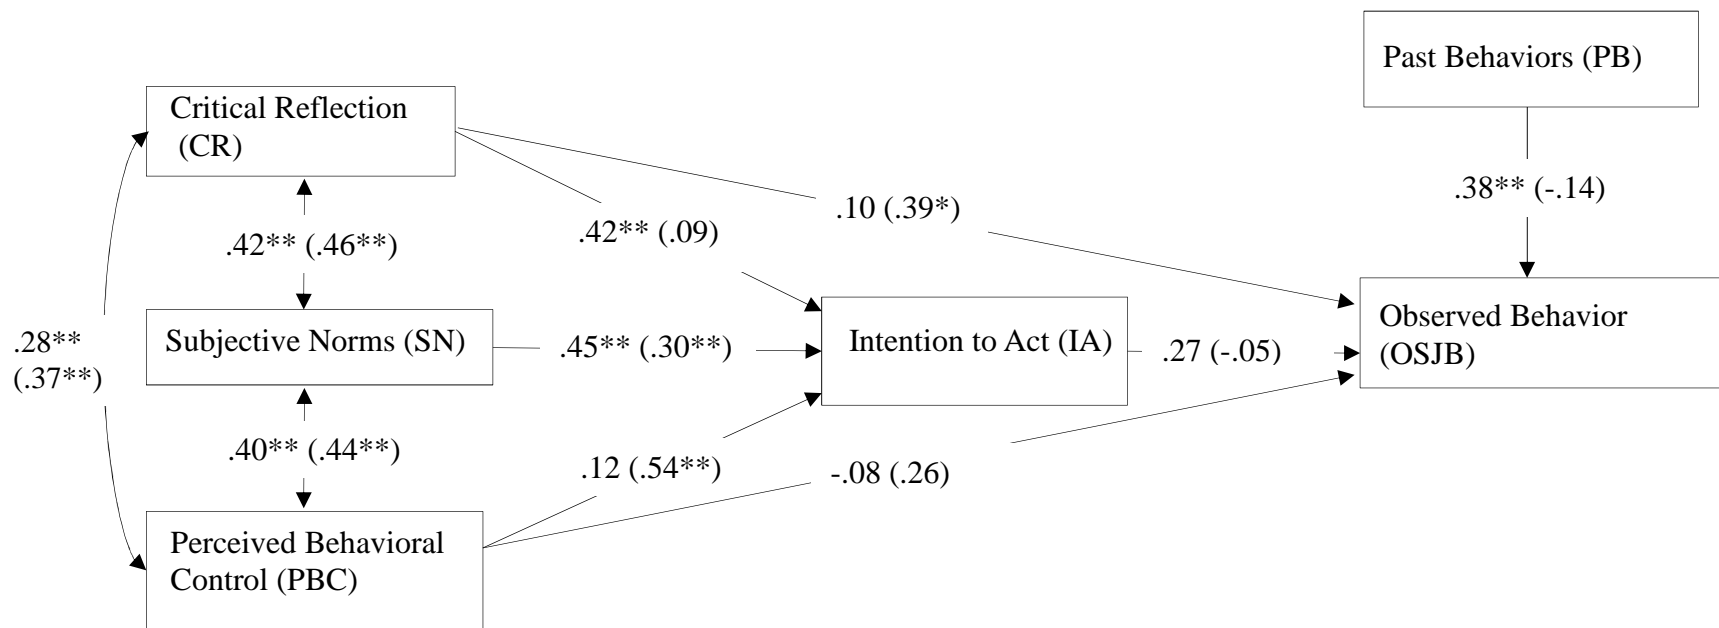 Past Behaviors (PB)
Critical Reflection
(CR)
.38** (-.14)
.10 (.39*)
.42** (.09)
.42** (.46**)
Observed Behavior
(OSJB)
Subjective Norms (SN)
.45** (.30**)
Intention to Act (IA)
.27 (-.05)
.28**
(.37**)
.40** (.44**)
.12 (.54**)
-.08 (.26)
Perceived Behavioral
Control (PBC)